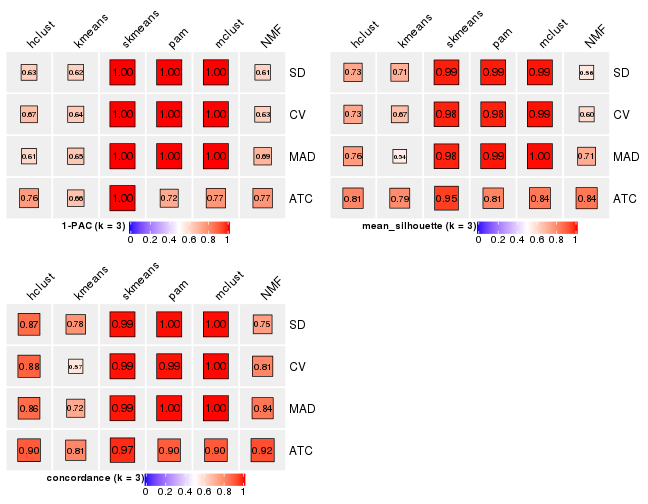 hclust kmeans skmeans pam mclust NMF
0.63 0.62 1.00 1.00 1.00 0.61 SD
0.67 0.64 1.00 1.00 1.00 0.63 CV
0.61 0.65 1.00 1.00 1.00 0.69 MAD
0.76 0.66 1.00 0.72 0.77 0.77 ATC
1-PAC (k = 3)
0 0.2 0.4 0.6 0.8 1
hclust kmeans skmeans pam mclust NMF
0.73 0.71 0.99 0.99 0.99 0.58 SD
0.73 0.67 0.98 0.98 0.99 0.60 CV
0.76 0.54 0.98 0.99 1.00 0.71 MAD
0.81 0.79 0.95 0.81 0.84 0.84 ATC
mean_silhouette (k = 3)
0 0.2 0.4 0.6 0.8 1
hclust kmeans skmeans pam mclust NMF
0.87 0.78 0.99 1.00 1.00 0.75 SD
0.88 0.57 0.99 0.99 1.00 0.81 CV
0.86 0.72 0.99 1.00 1.00 0.84 MAD
0.90 0.81 0.97 0.90 0.90 0.92 ATC
concordance (k = 3)
0 0.2 0.4 0.6 0.8 1